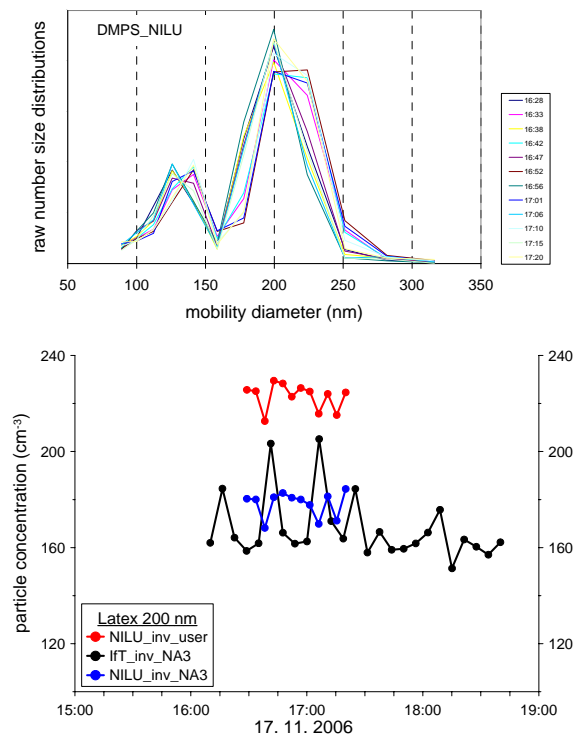 DMPS_NILU
raw number size distributions
50 100 150 200 250 300 350
mobility diameter (nm)
16:28
16:33
16:38
16:42
16:47
16:52
16:56
17:01
17:06
17:10
17:15
17:20
240 240
200 200
160 160
120 120
particle concentration (cm-3)
Latex 200 nm
NILU_inv_user
IfT_inv_NA3
NILU_inv_NA3
15:00 16:00 17:00 18:00 19:00
17. 11. 2006